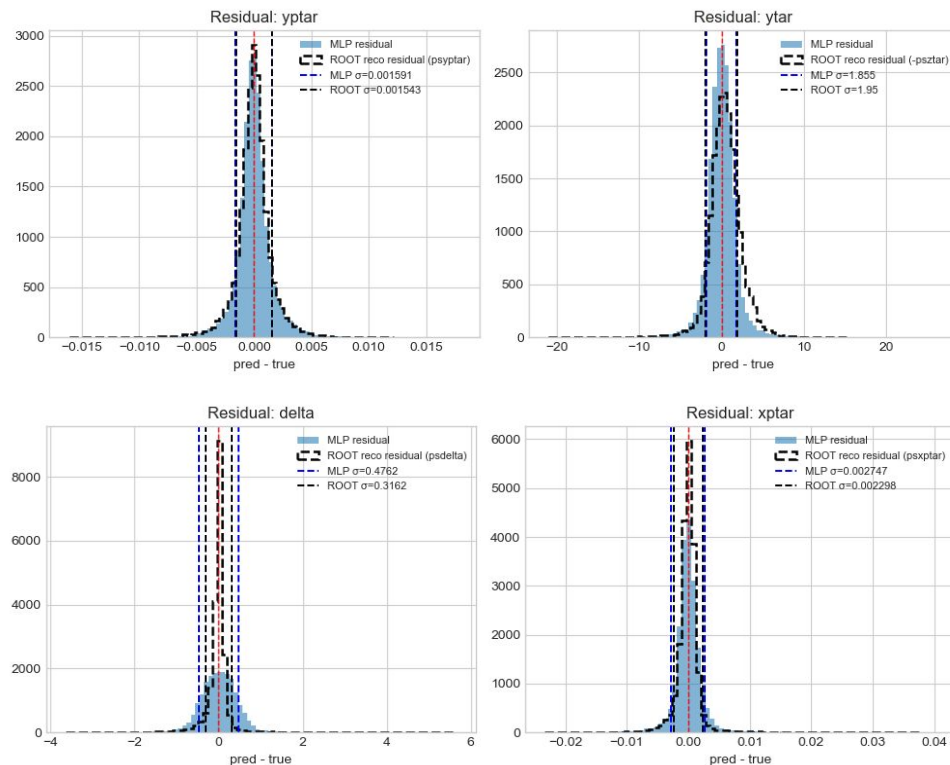 Residual: yptar
3000
2500
2000
1500
1000
500
0
MLP residual
ROOT reco residual (psyptar)
MLP σ=0.001591
ROOT σ=0.001543
−0.015 −0.010 −0.005 0.000 0.005 0.010 0.015
pred - true
Residual: ytar
2500
2000
1500
1000
500
0
MLP residual
ROOT reco residual (-psztar)
MLP σ=1.855
ROOT σ=1.95
−20 −10 0 10 20
pred - true
Residual: delta
8000
6000
4000
2000
0
MLP residual
ROOT reco residual (psdelta)
MLP σ=0.4762
ROOT σ=0.3162
−4 −2 0 2 4 6
pred - true
Residual: xptar
6000
5000
4000
3000
2000
1000
0
MLP residual
ROOT reco residual (psxptar)
MLP σ=0.002747
ROOT σ=0.002298
−0.02 −0.01 0.00 0.01 0.02 0.03 0.04
pred - true